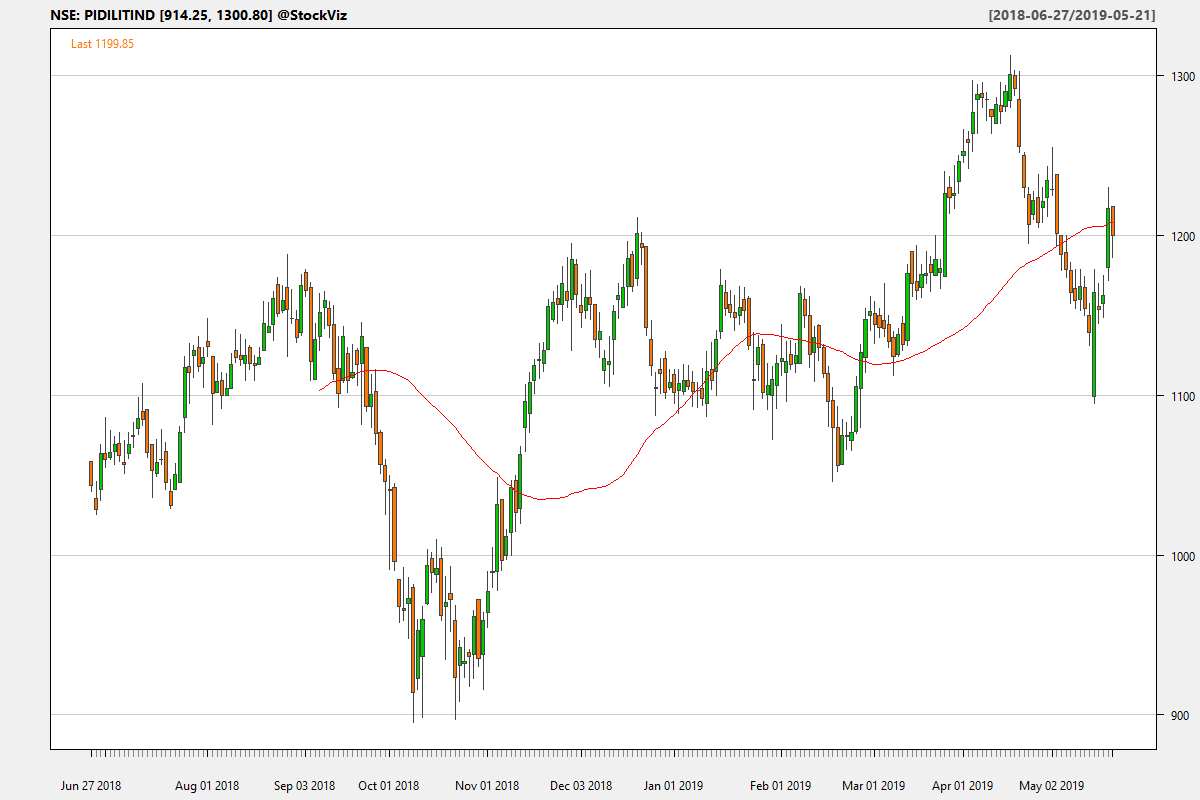 NSE: PIDILITIND [914.25, 1300.80] @StockViz
[2018-06-27/2019-05-21]
Last 1199.85
1300
1200
1100
1000
900
Jun 27 2018 Aug 01 2018 Sep 03 2018 Oct 01 2018 Nov 01 2018 Dec 03 2018 Jan 01 2019 Feb 01 2019 Mar 01 2019 Apr 01 2019 May 02 2019